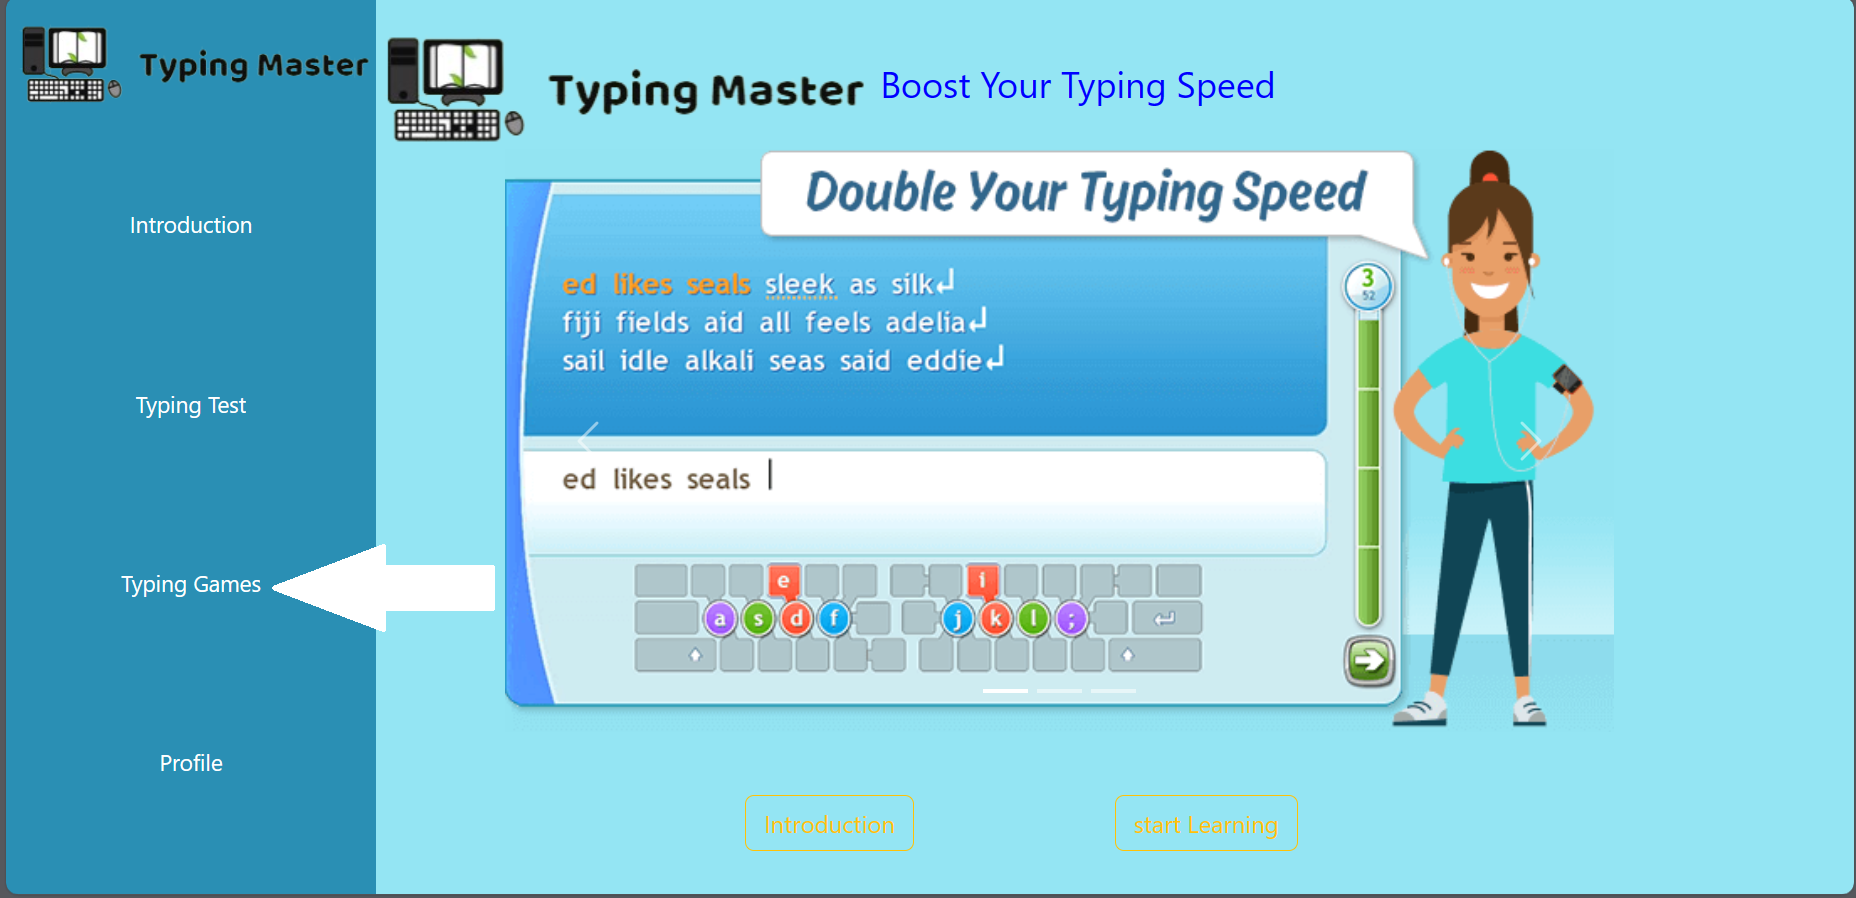 Typing Master
Introduction
Typing Test
Typing Games
Profile
Typing Master Boost Your Typing Speed
Double Your Typing Speed
ed likes seals sleek as silk↵
fiji fields aid all feels adelia↵
sail idle alkali seas said eddie↵
3
52
ed likes seals
e i
a s d f j k l ;
Introduction
start Learning